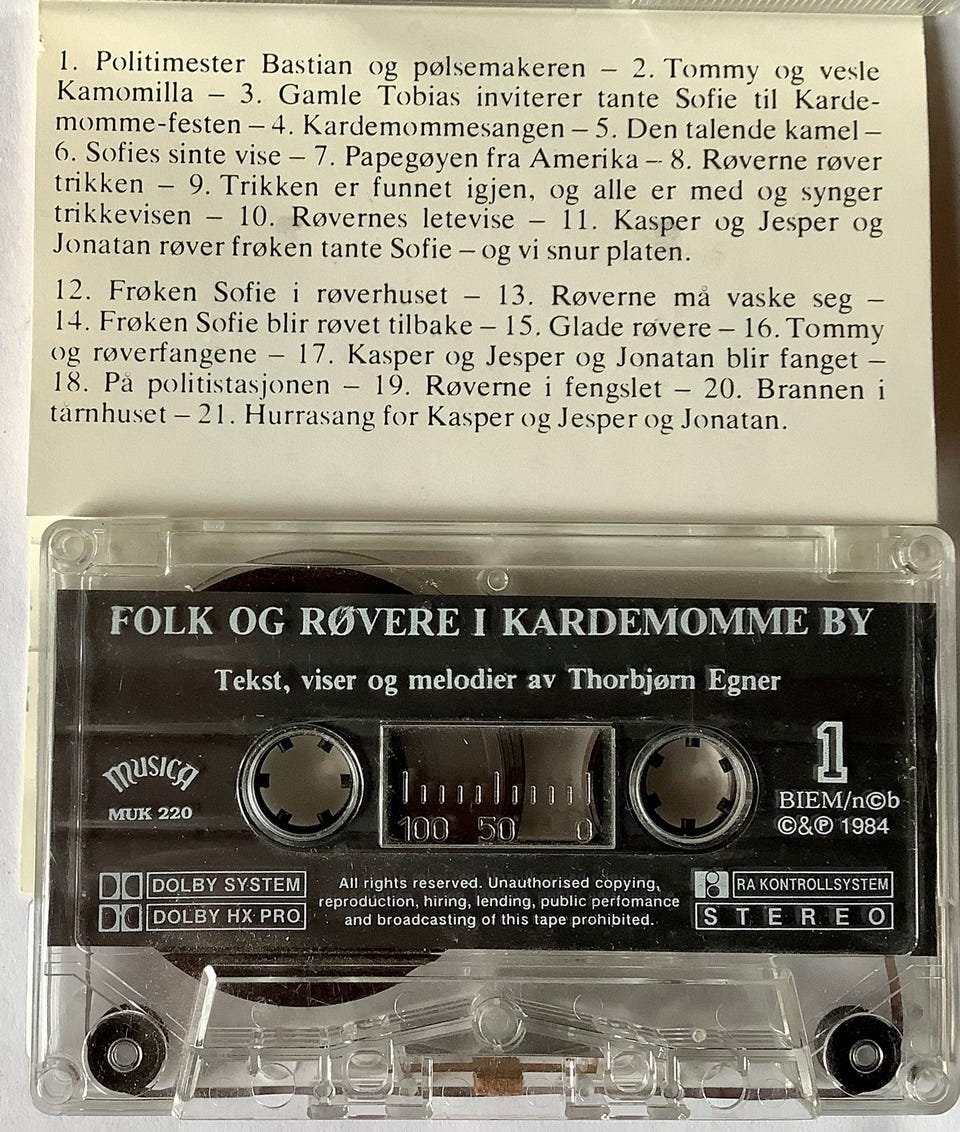 1. Politimester Bastian og pølsemakeren – 2. Tommy og vesle
Kamomilla – 3. Gamle Tobias inviterer tante Sofie til Karde-
momme-festen – 4. Kardemommesangen – 5. Den talende kamel –
6. Sofies sinte vise – 7. Papegøyen fra Amerika – 8. Røverne røver
trikken – 9. Trikken er funnet igjen, og alle er med og synger
trikkevisen – 10. Røvernes letevise – 11. Kasper og Jesper og
Jonatan røver frøken tante Sofie – og vi snur platen.
12. Frøken Sofie i røverhuset – 13. Røverne må vaske seg –
14. Frøken Sofie blir røvet tilbake – 15. Glade røvere – 16. Tommy
og røverfangene – 17. Kasper og Jesper og Jonatan blir fanget –
18. På politistasjonen – 19. Røverne i fengslet – 20. Brannen i
tårnhuset – 21. Hurrasang for Kasper og Jesper og Jonatan.
FOLK OG RØVERE I KARDEMOMME BY
Tekst, viser og melodier av Thorbjørn Egner
MUSICA
MUK 220
100 50 0
1
BIEM/n©b
©&℗ 1984
DOLBY SYSTEM
DOLBY HX PRO
All rights reserved. Unauthorised copying,
reproduction, hiring, lending, public perfomance
and broadcasting of this tape prohibited.
RA KONTROLLSYSTEM
STEREO